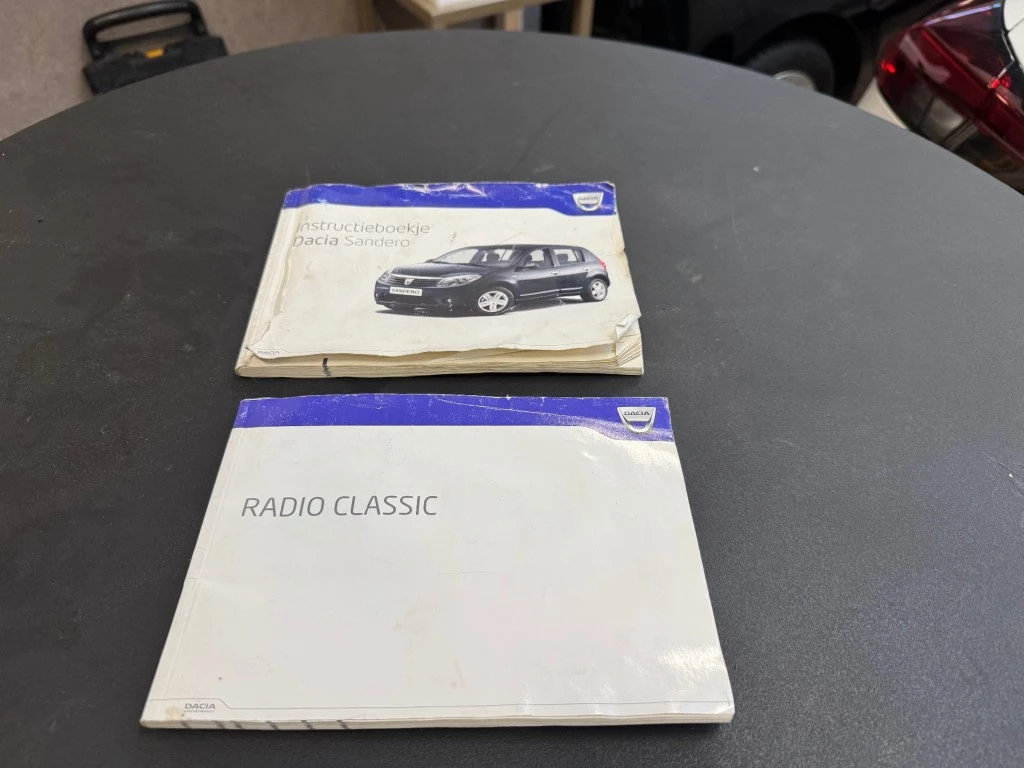 DACIA
Instructieboekje
Dacia Sandero
SANDERO
DACIA
DACIA
RADIO CLASSIC
DACIA